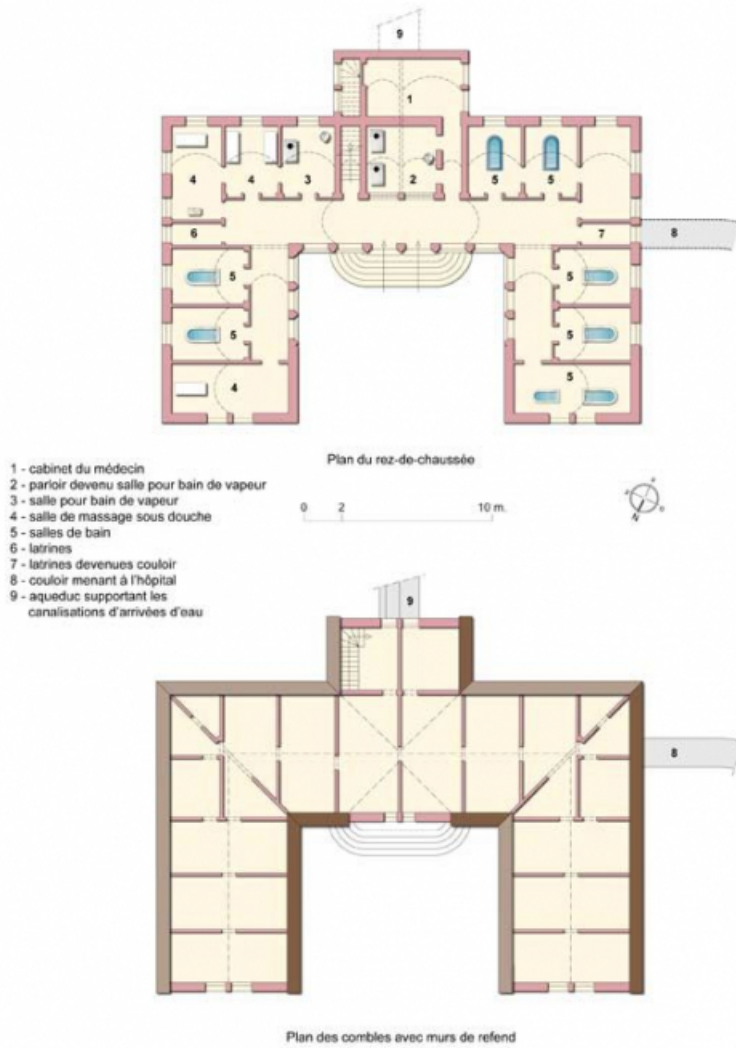 9
1
4
4
3
2
5
5
6
7
8
5
5
5
5
4
5
Plan du rez-de-chaussée
1 - cabinet du médecin
2 - parloir devenu salle pour bain de vapeur
3 - salle pour bain de vapeur
4 - salle de massage sous douche
5 - salles de bain
6 - latrines
7 - latrines devenues couloir
8 - couloir menant à l'hôpital
9 - aqueduc supportant les
canalisations d'arrivées d'eau
0 2 10 m.
N
9
8
Plan des combles avec murs de refend